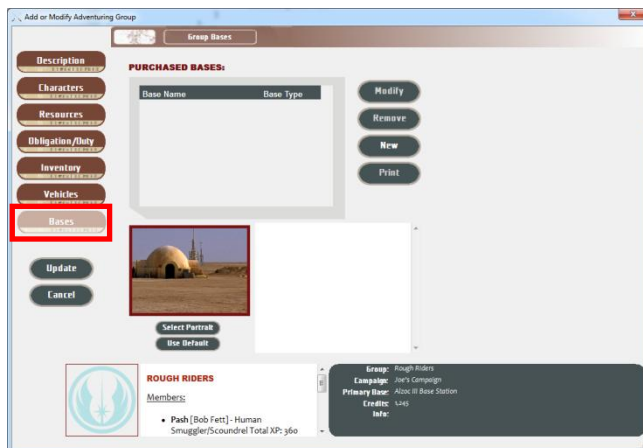 Add or Modify Adventuring Group
Group Bases
Description
Characters
Resources
Obligation/Duty
Inventory
Vehicles
Bases
Update
Cancel
PURCHASED BASES:
Base Name Base Type
Modify
Remove
New
Print
Select Portrait
Use Default
ROUGH RIDERS
Members:
• Pash [Bob Fett] - Human
Smuggler/Scoundrel Total XP: 360
Group: Rough Riders
Campaign: Joe's Campaign
Primary Base: Alzoc III Base Station
Credits: 1,245
Info: